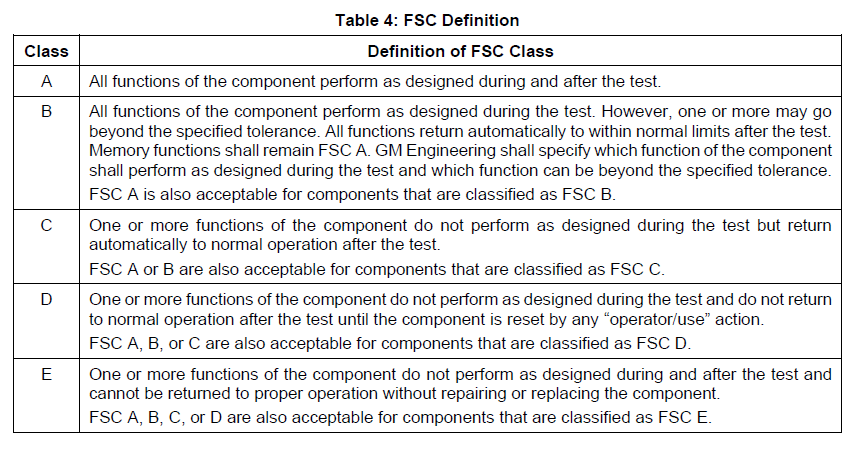 Table 4: FSC Definition
Class
Definition of FSC Class
A
All functions of the component perform as designed during and after the test.
B
All functions of the component perform as designed during the test. However, one or more may go
beyond the specified tolerance. All functions return automatically to within normal limits after the test.
Memory functions shall remain FSC A. GM Engineering shall specify which function of the component
shall perform as designed during the test and which function can be beyond the specified tolerance.
FSC A is also acceptable for components that are classified as FSC B.
C
One or more functions of the component do not perform as designed during the test but return
automatically to normal operation after the test.
FSC A or B are also acceptable for components that are classified as FSC C.
D
One or more functions of the component do not perform as designed during the test and do not return
to normal operation after the test until the component is reset by any “operator/use” action.
FSC A, B, or C are also acceptable for components that are classified as FSC D.
E
One or more functions of the component do not perform as designed during and after the test and
cannot be returned to proper operation without repairing or replacing the component.
FSC A, B, C, or D are also acceptable for components that are classified as FSC E.